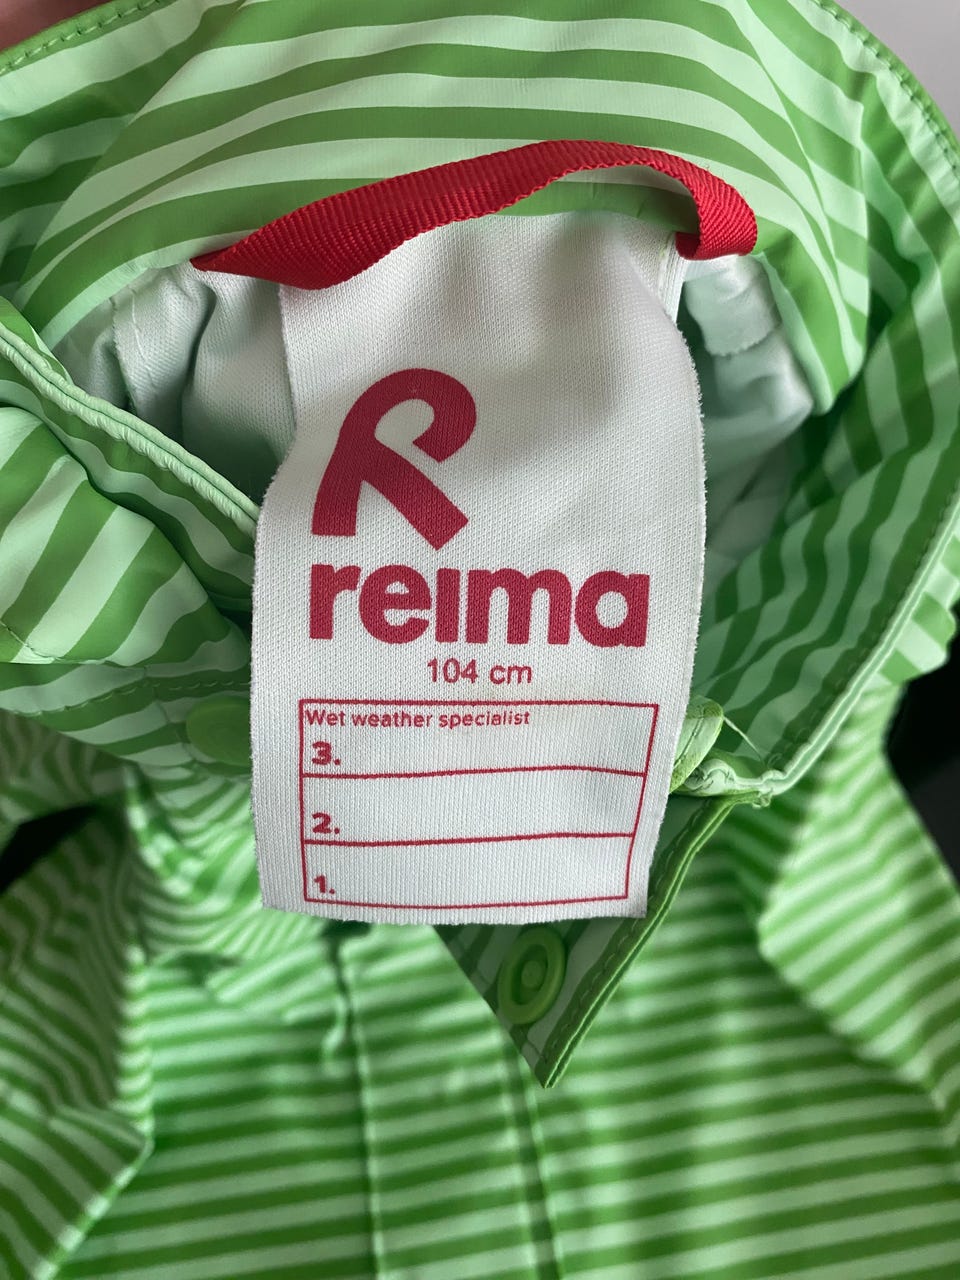 reima
104 cm
Wet weather specialist
3.
2.
1.